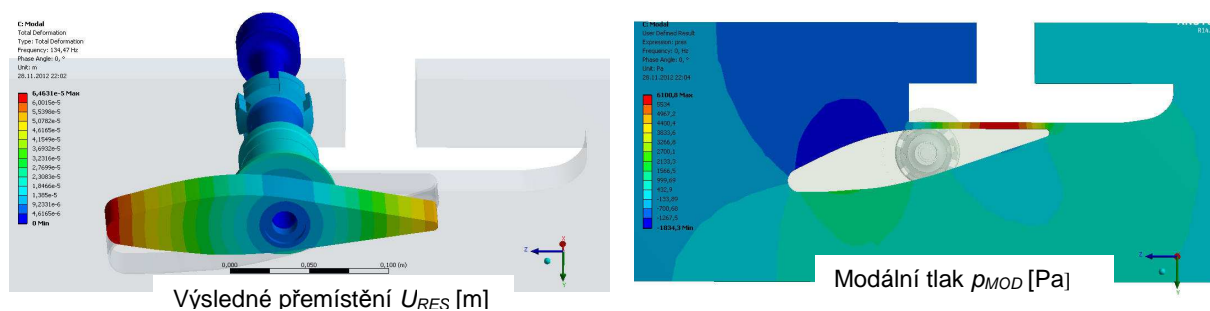 C: Modal
Total Deformation
Type: Total Deformation
Frequency: 134,47 Hz
Phase Angle: 0, °
Unit: m
28.11.2012 22:02
6,4631e-5 Max
6,0015e-5
5,5398e-5
5,0782e-5
4,6165e-5
4,1549e-5
3,6932e-5
3,2316e-5
2,7699e-5
2,3083e-5
1,8466e-5
1,385e-5
9,2331e-6
4,6165e-6
0 Min
0,000
0,050
0,100 (m)
Z
Y
Výsledné přemístění U_RES [m]
C: Modal
User Defined Result
Expression: pres
Frequency: 0, Hz
Phase Angle: 0, °
Unit: Pa
28.11.2012 22:04
R14.
6100,8 Max
5534
4967,2
4400,4
3833,6
3266,8
2700,1
2133,3
1566,5
999,69
432,9
-133,89
-700,68
-1267,5
-1834,3 Min
Z
Y
Modální tlak p_MOD [Pa]